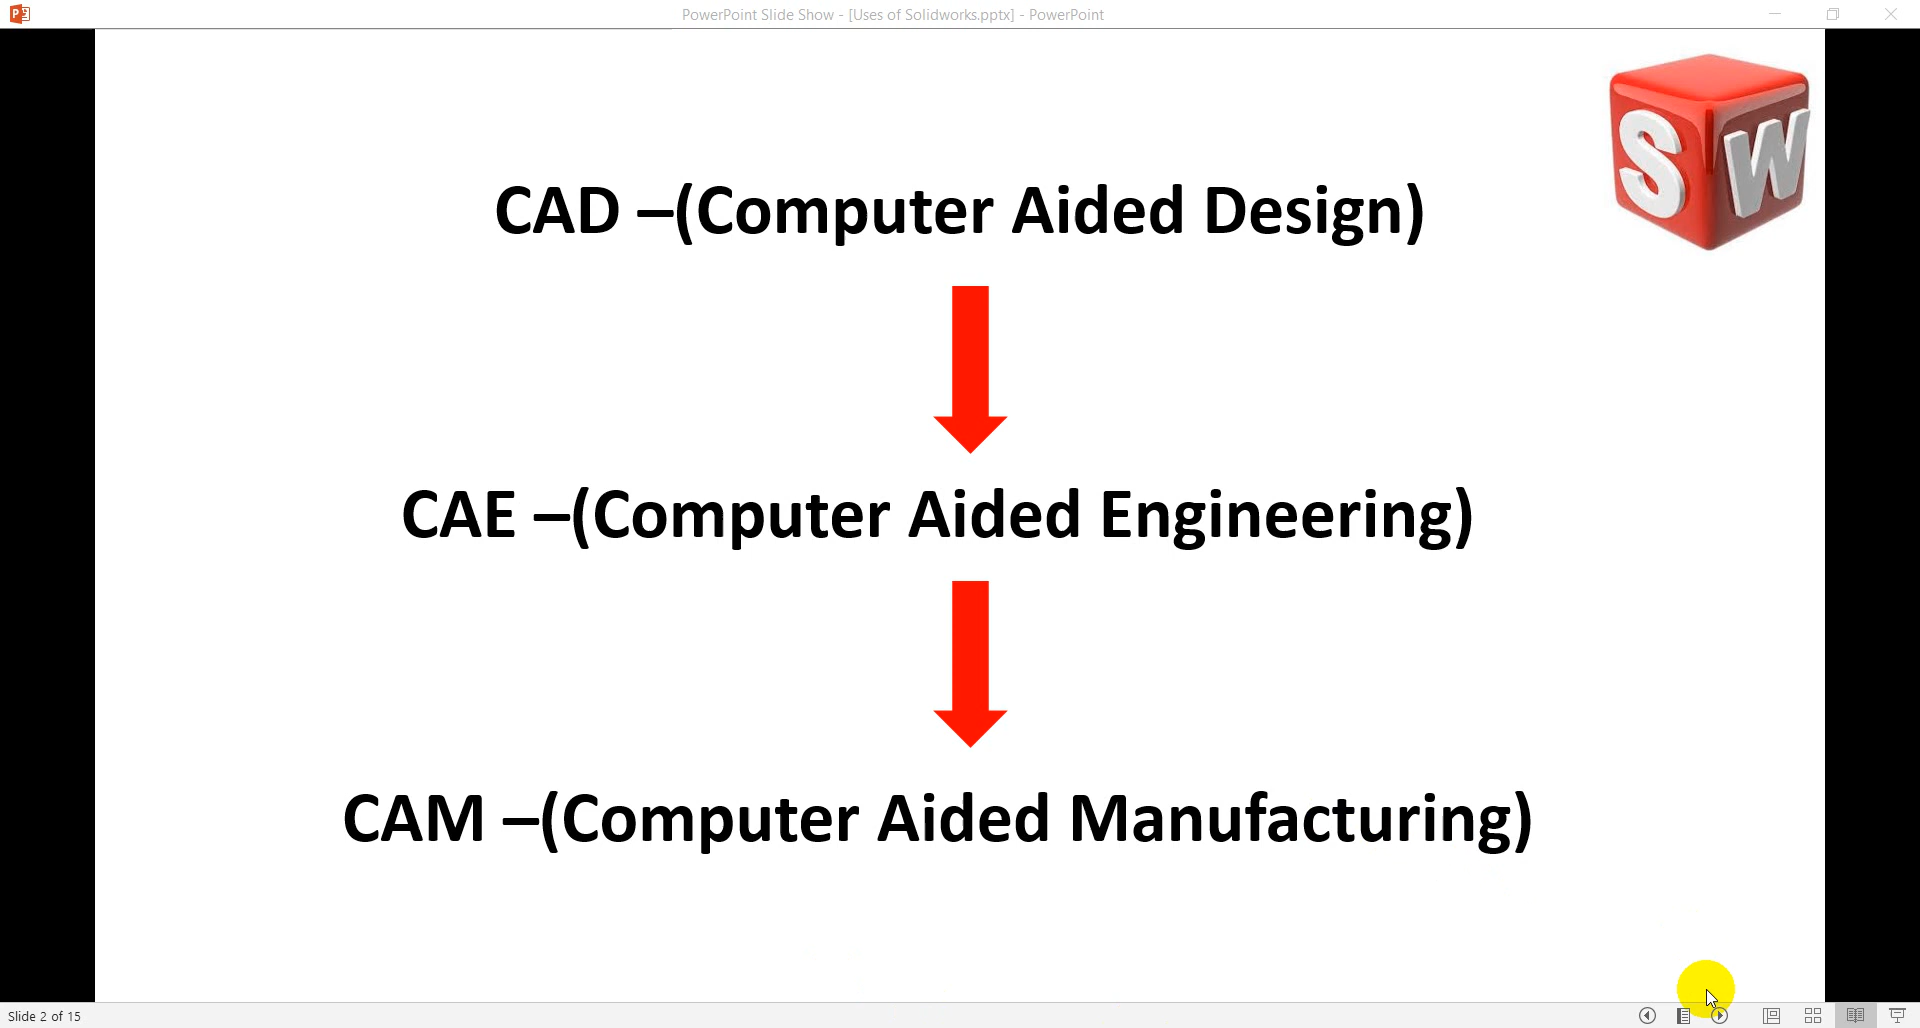 PowerPoint Slide Show - [Uses of Solidworks.pptx] - PowerPoint
SW
CAD –(Computer Aided Design)
CAE –(Computer Aided Engineering)
CAM –(Computer Aided Manufacturing)
Slide 2 of 15